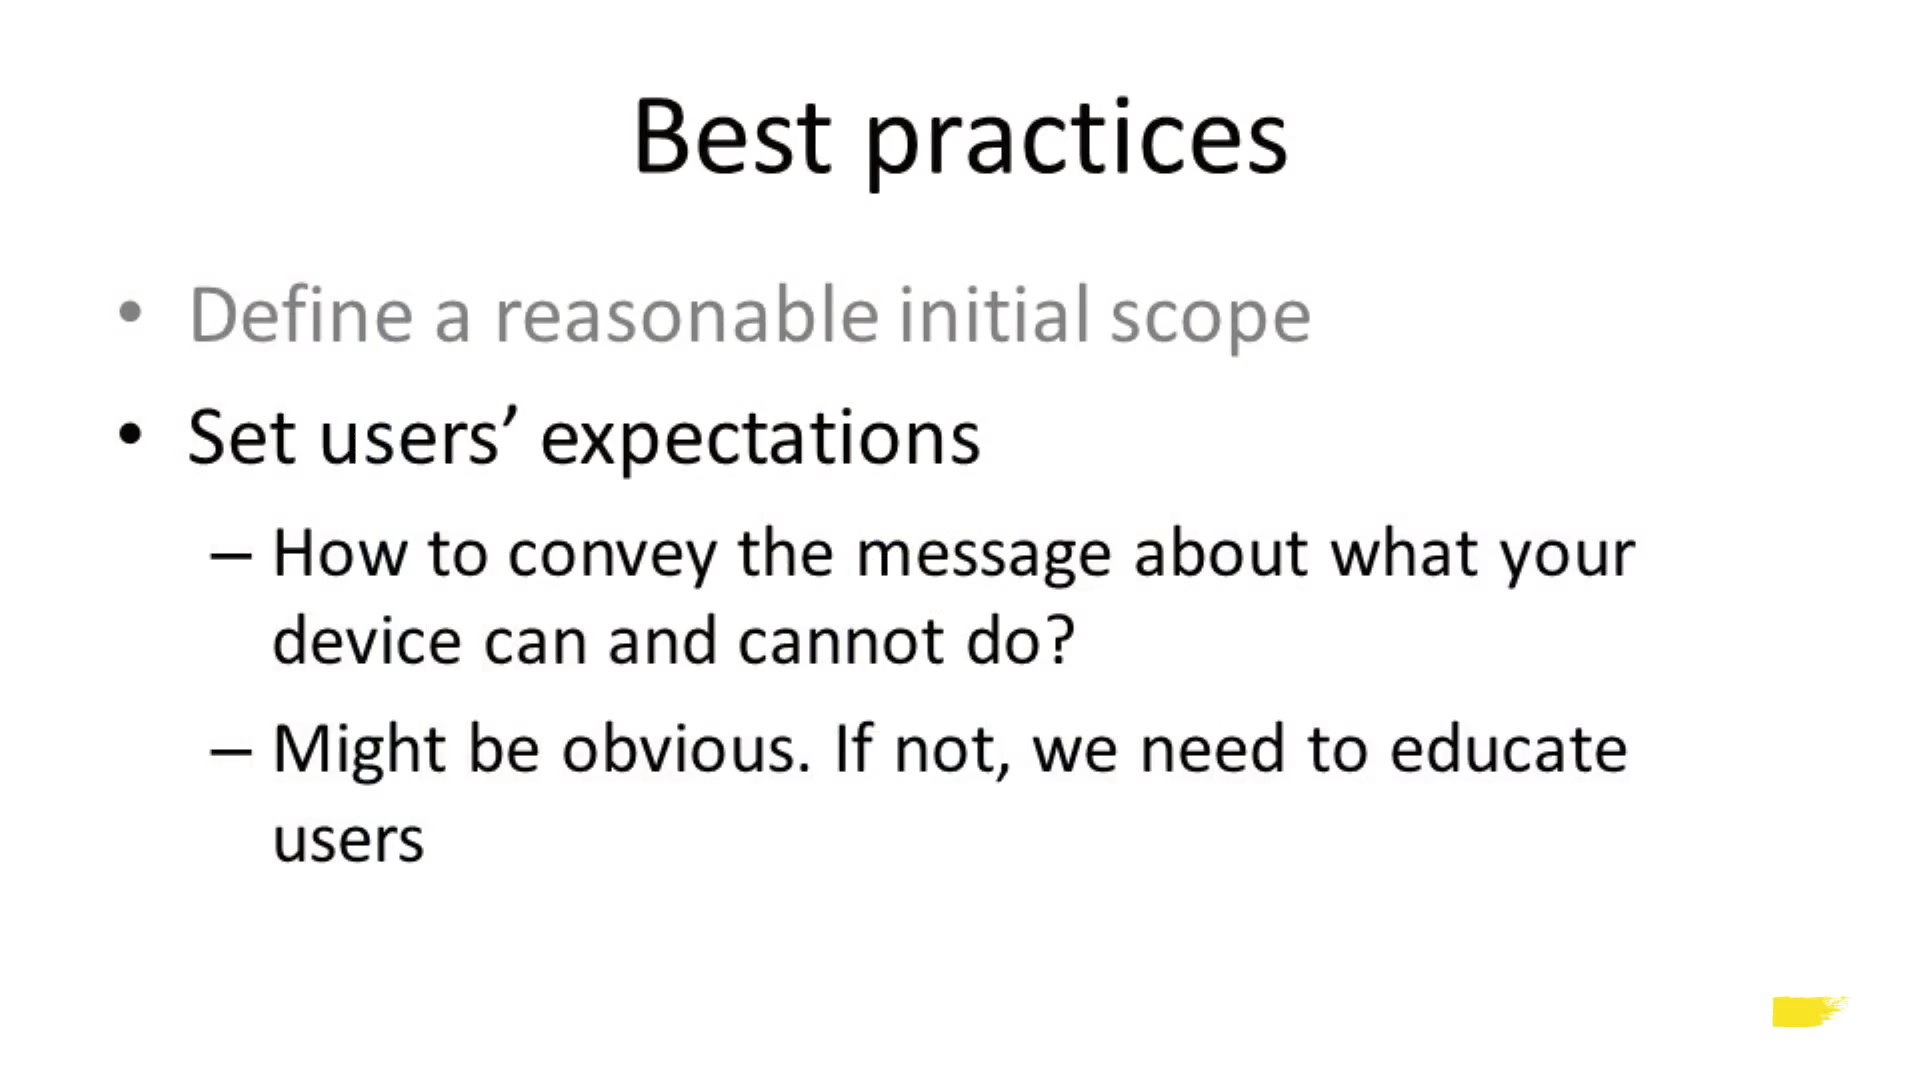 Best practices
• Define a reasonable initial scope
• Set users’ expectations
– How to convey the message about what your
device can and cannot do?
– Might be obvious. If not, we need to educate
users